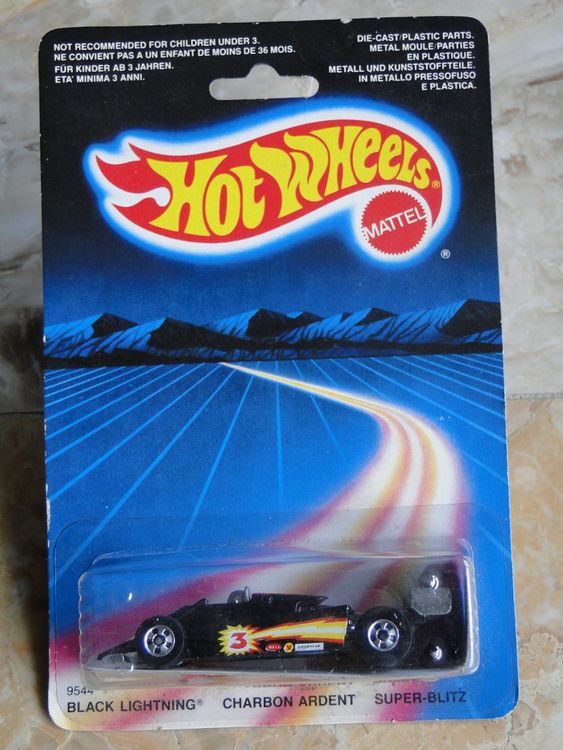 NOT RECOMMENDED FOR CHILDREN UNDER 3.
NE CONVIENT PAS A UN ENFANT DE MOINS DE 36 MOIS.
FÜR KINDER AB 3 JAHREN.
ETA' MINIMA 3 ANNI.
DIE-CAST/PLASTIC PARTS.
METAL MOULE/PARTIES
EN PLASTIQUE.
METALL UND KUNSTSTOFFTEILE.
IN METALLO PRESSOFUSO
E PLASTICA.
HOT WHEELS®
MATTEL
®
3
BELL
GOODYEAR
9544
BLACK LIGHTNING® CHARBON ARDENT SUPER-BLITZ